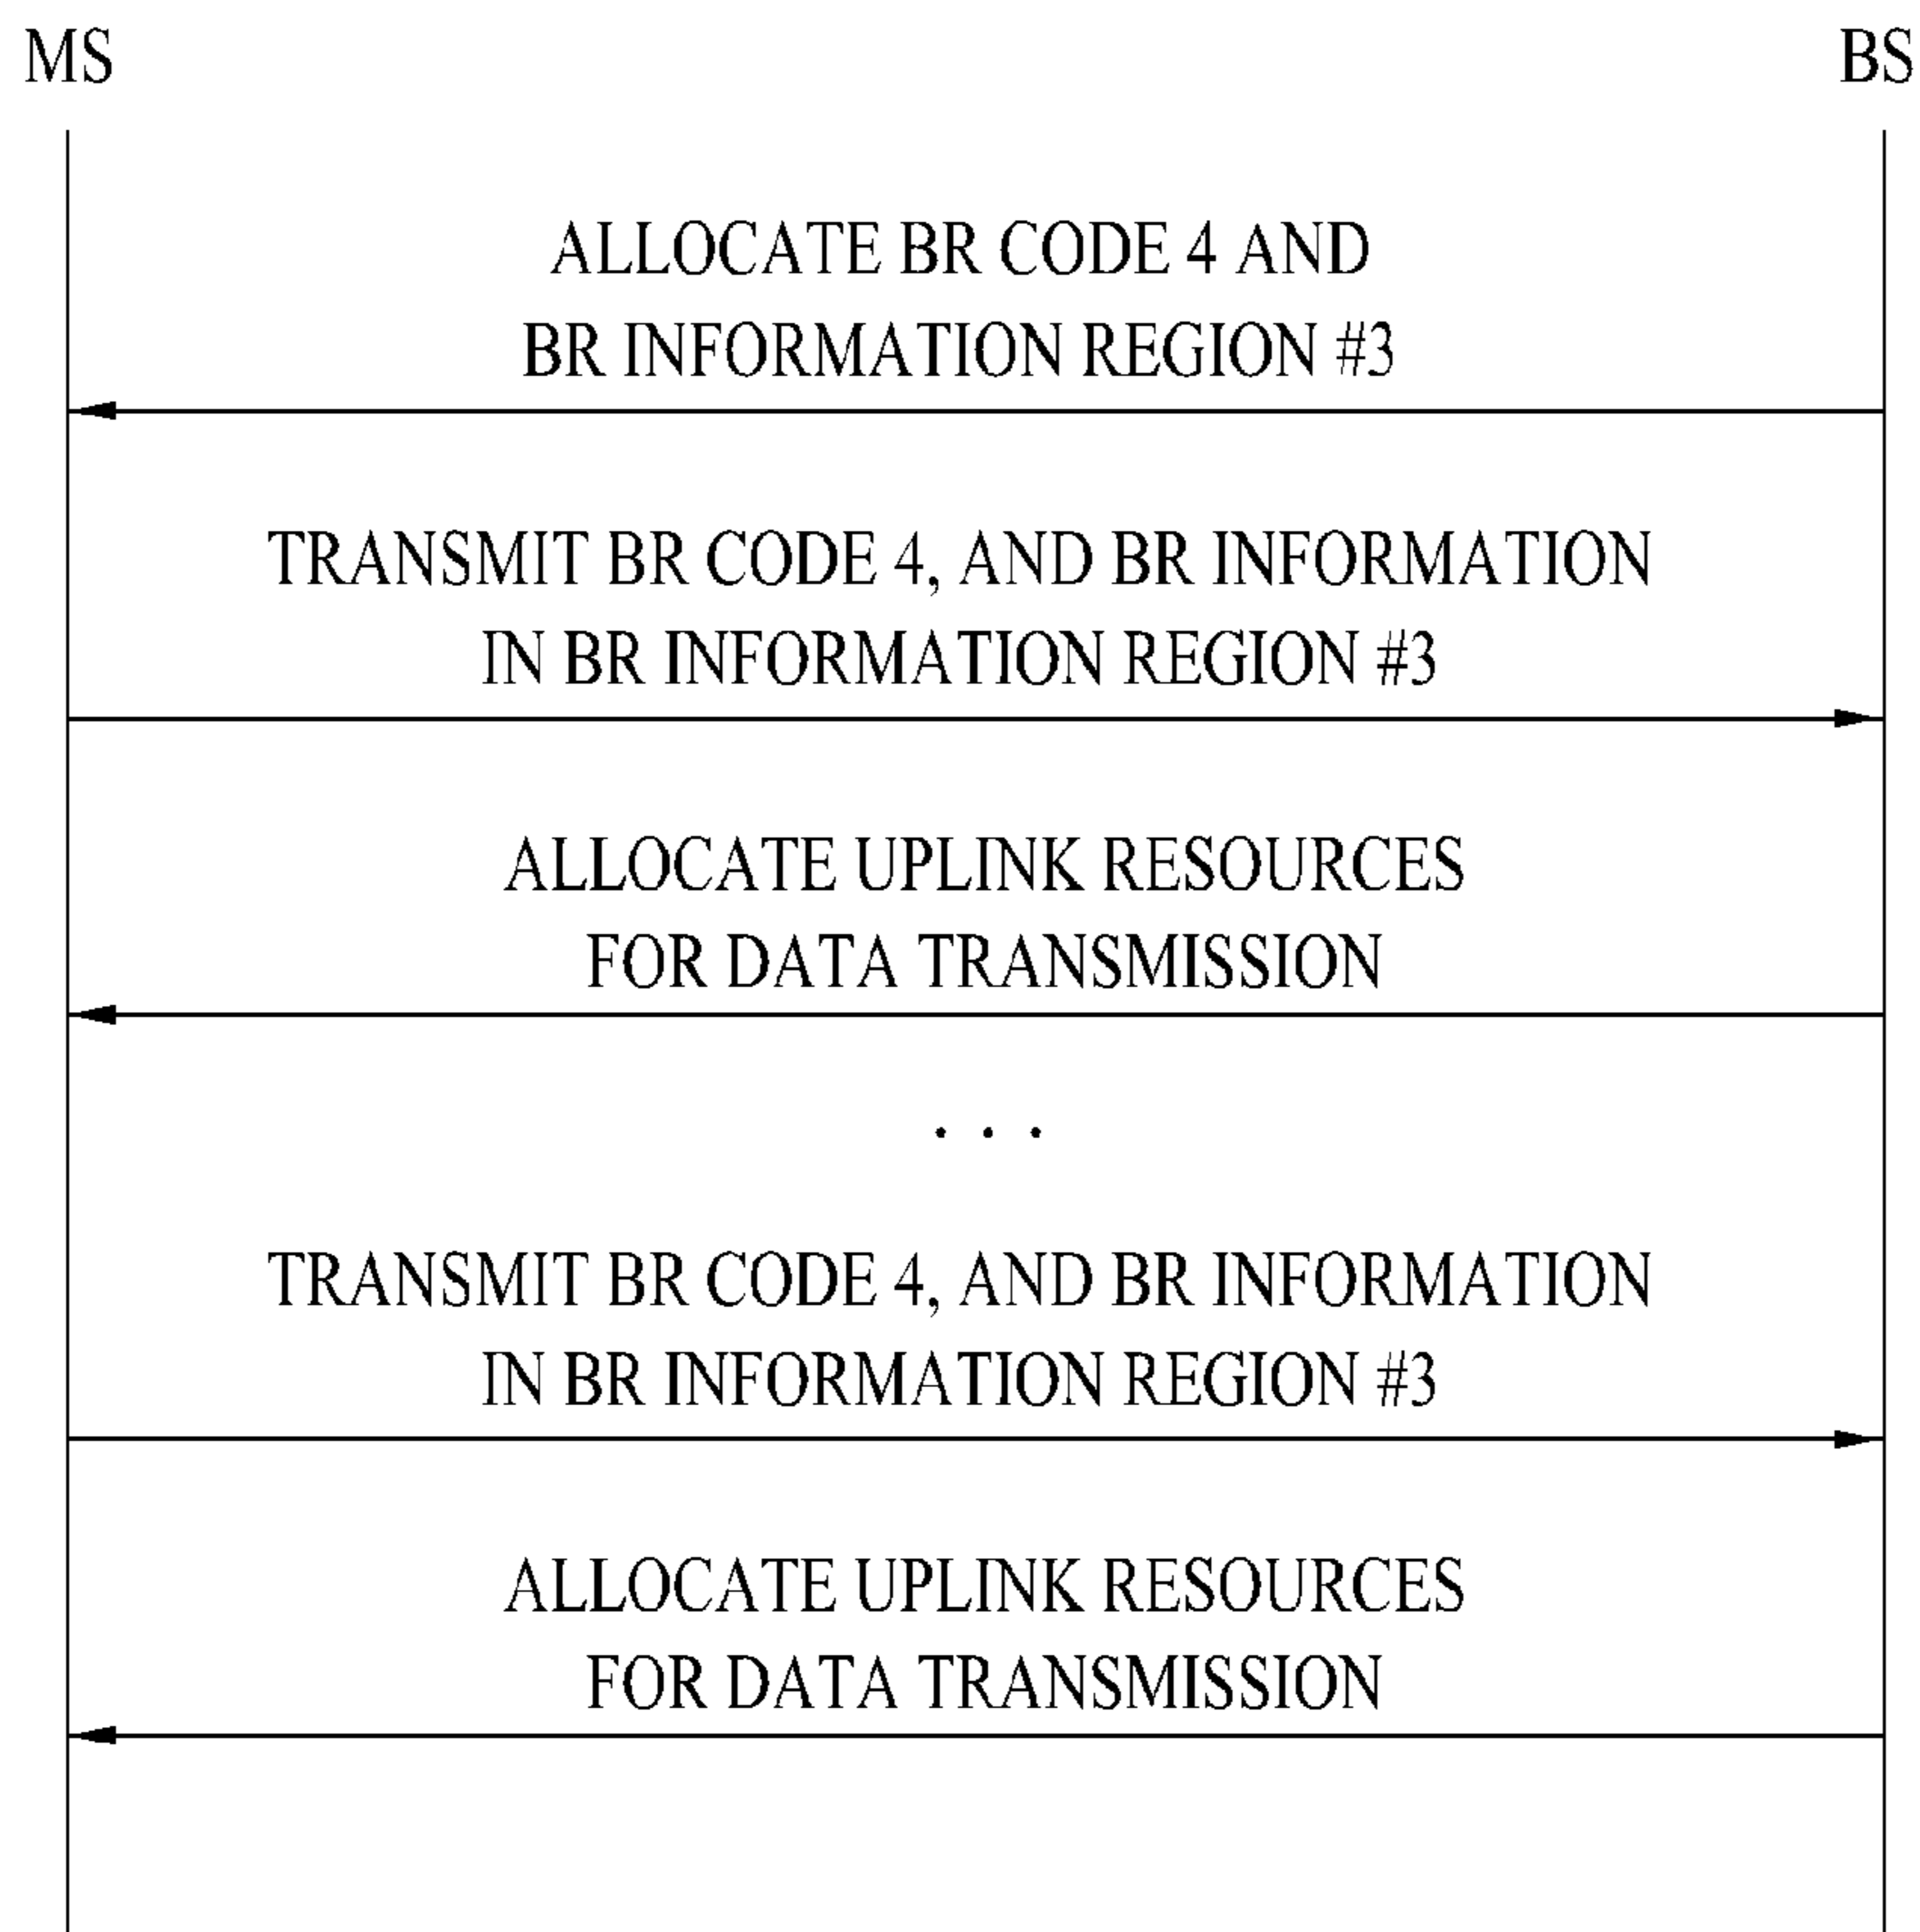 MS
BS
ALLOCATE BR CODE 4 AND
BR INFORMATION REGION #3
TRANSMIT BR CODE 4, AND BR INFORMATION
IN BR INFORMATION REGION #3
ALLOCATE UPLINK RESOURCES
FOR DATA TRANSMISSION
. . .
TRANSMIT BR CODE 4, AND BR INFORMATION
IN BR INFORMATION REGION #3
ALLOCATE UPLINK RESOURCES
FOR DATA TRANSMISSION